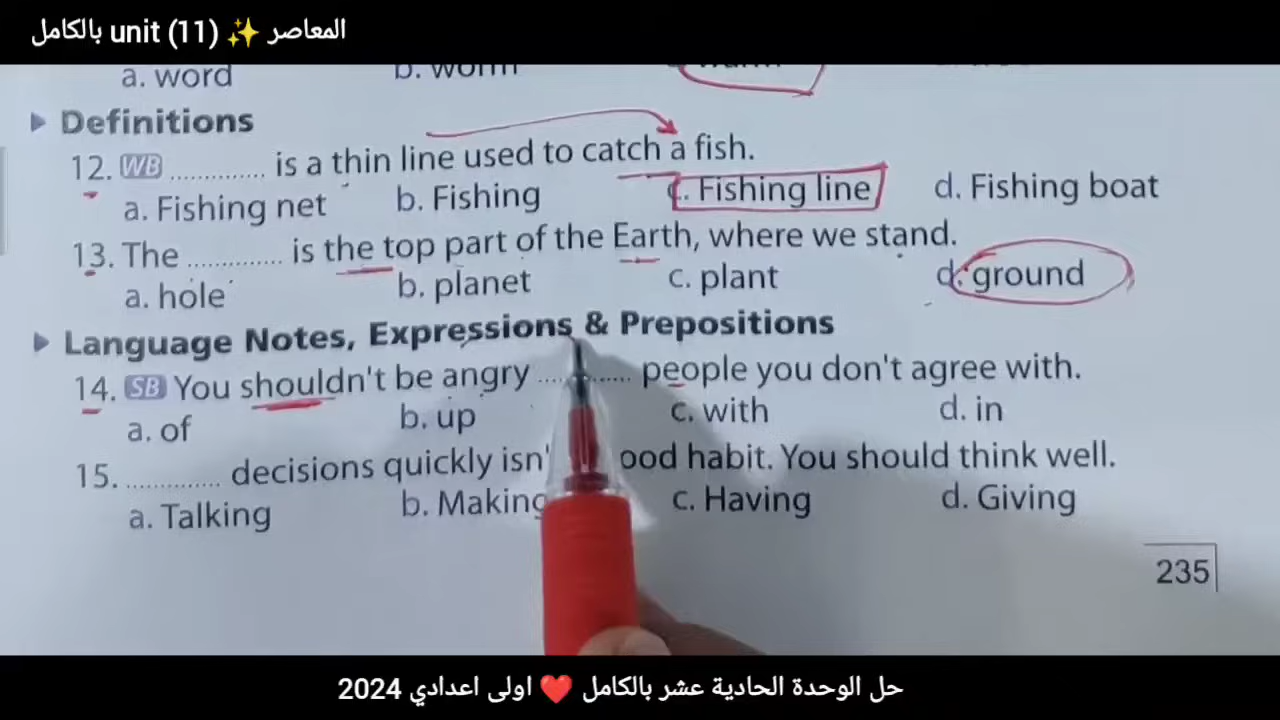 المعاصر ✨ unit (11) بالكامل
a. word b. worm warm
Definitions
12. WB .............. is a thin line used to catch a fish.
a. Fishing net b. Fishing c. Fishing line d. Fishing boat
13. The .............. is the top part of the Earth, where we stand.
a. hole b. planet c. plant d. ground
Language Notes, Expressions & Prepositions
14. SB You shouldn't be angry .............. people you don't agree with.
a. of b. up c. with d. in
15. .............. decisions quickly isn' ood habit. You should think well.
a. Talking b. Making c. Having d. Giving
235
حل الوحدة الحادية عشر بالكامل ❤️ اولى اعدادي 2024